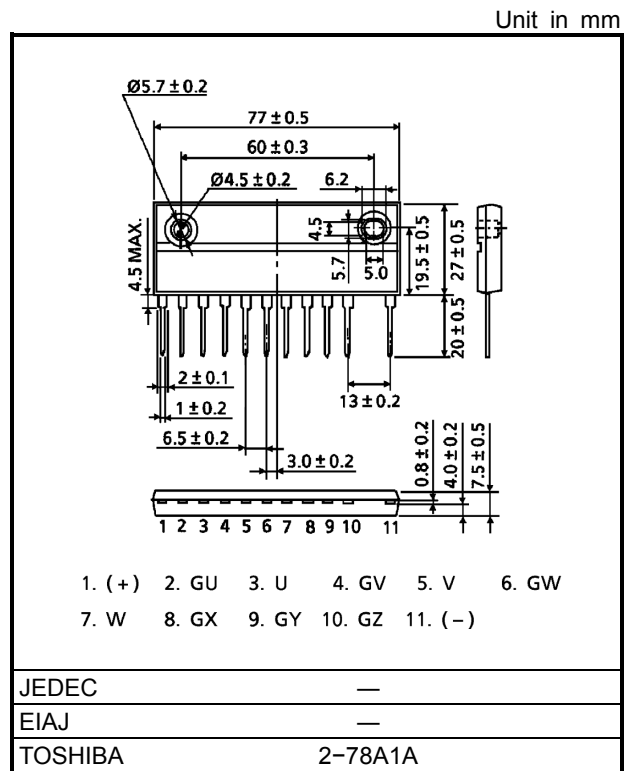 Unit in mm
Ø5.7 ± 0.2
77 ± 0.5
60 ± 0.3
Ø4.5 ± 0.2
6.2
4.5 MAX.
4.5
5.7
5.0
19.5 ± 0.5
27 ± 0.5
20 ± 0.5
2 ± 0.1
1 ± 0.2
13 ± 0.2
6.5 ± 0.2
3.0 ± 0.2
0.8 ± 0.2
4.0 ± 0.2
7.5 ± 0.5
1 2 3 4 5 6 7 8 9 10 11
1. (+) 2. GU 3. U 4. GV 5. V 6. GW
7. W 8. GX 9. GY 10. GZ 11. (−)
JEDEC —
EIAJ —
TOSHIBA 2−78A1A